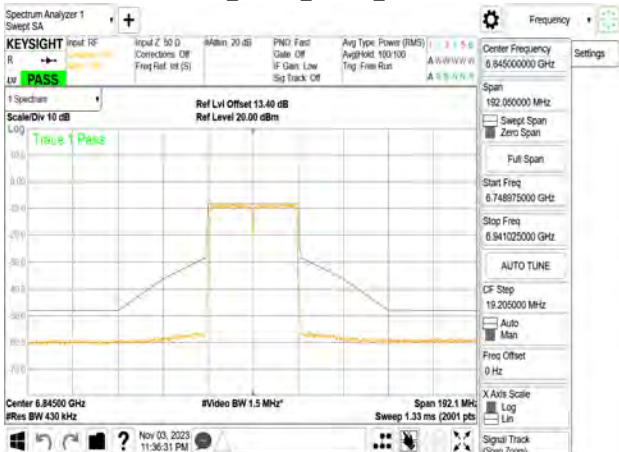 Spectrum Analyzer 1
Swept SA
Frequency
KEYSIGHT
Input: RF
Input Z: 50 Ω
Corrections: Off
Freq Ref: Int (S)
#Atten: 20 dB
PNO: Fast
Gate: Off
IF Gain: Low
Sig Track: Off
Avg Type: Power (RMS)
Avg|Hold: 100/100
Trig: Free Run
PASS
Center Frequency
6.845000000 GHz
Settings
Span
192.050000 MHz
Swept Span
Zero Span
Full Span
Start Freq
6.748975000 GHz
Stop Freq
6.941025000 GHz
AUTO TUNE
CF Step
19.205000 MHz
Auto
Man
Freq Offset
0 Hz
X Axis Scale
Log
Lin
Signal Track
(Span Zoom)
1 Spectrum
Scale/Div 10 dB
Ref Lvl Offset 13.40 dB
Ref Level 20.00 dBm
Log
Trace 1 Pass
10.0
0.00
Center 6.84500 GHz
#Res BW 430 kHz
#Video BW 1.5 MHz*
Span 192.1 MHz
Sweep 1.33 ms (2001 pts
?
Nov 03, 2023
11:36:31 PM